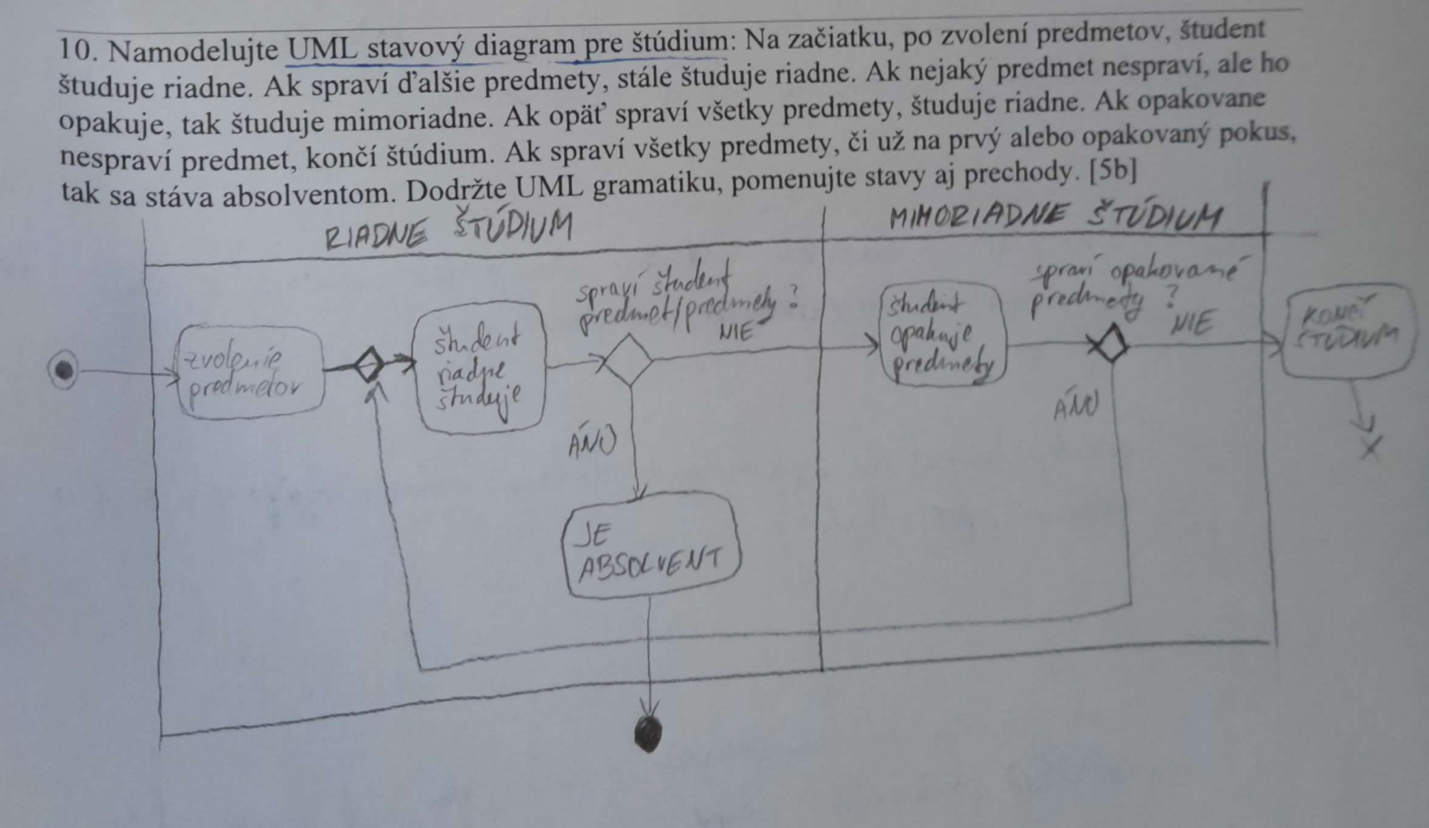 10. Namodelujte UML stavový diagram pre štúdium: Na začiatku, po zvolení predmetov, študent
študuje riadne. Ak spraví ďalšie predmety, stále študuje riadne. Ak nejaký predmet nespraví, ale ho
opakuje, tak študuje mimoriadne. Ak opäť spraví všetky predmety, študuje riadne. Ak opakovane
nespraví predmet, končí štúdium. Ak spraví všetky predmety, či už na prvý alebo opakovaný pokus,
tak sa stáva absolventom. Dodržte UML gramatiku, pomenujte stavy aj prechody. [5b]
RIADNE ŠTÚDIUM
MIMORIADNE ŠTÚDIUM
zvolenie
predmetov
študent
riadne
študuje
spraví študent
predmet/predmety?
NIE
ÁNO
JE
ABSOLVENT
študent
opakuje
predmety
spraví opakované
predmety?
NIE
ÁNO
KONČÍ
ŠTÚDIUM